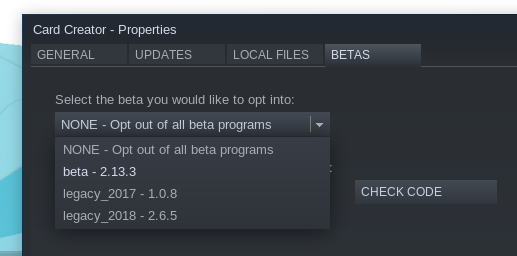 Card Creator - Properties
GENERAL
UPDATES
LOCAL FILES
BETAS
Select the beta you would like to opt into:
NONE - Opt out of all beta programs
NONE - Opt out of all beta programs
beta - 2.13.3
legacy_2017 - 1.0.8
legacy_2018 - 2.6.5
:
CHECK CODE